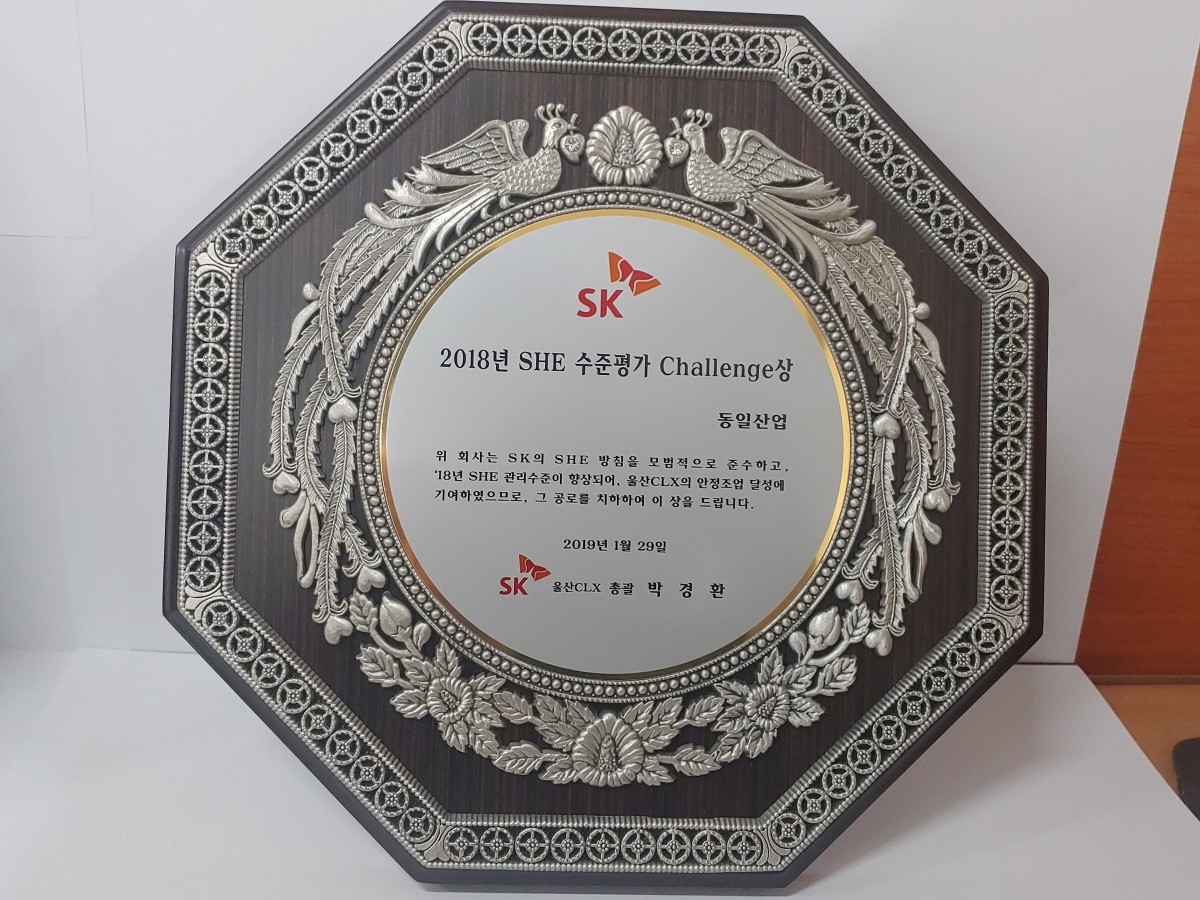 SK
2018년 SHE 수준평가 Challenge상
동일산업
위 회사는 SK의 SHE 방침을 모범적으로 준수하고,
'18년 SHE 관리수준이 향상되어, 울산CLX의 안정조업 달성에
기여하였으므로, 그 공로를 치하하여 이 상을 드립니다.
2019년 1월 29일
SK 울산CLX 총괄 박 경 환